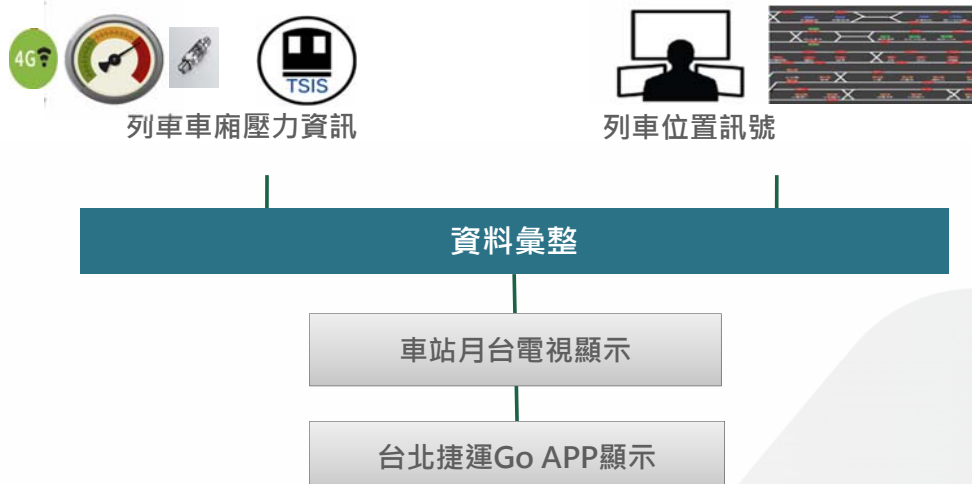 4G
TSIS
列車車廂壓力資訊
列車位置訊號
資料彙整
車站月台電視顯示
台北捷運Go APP顯示